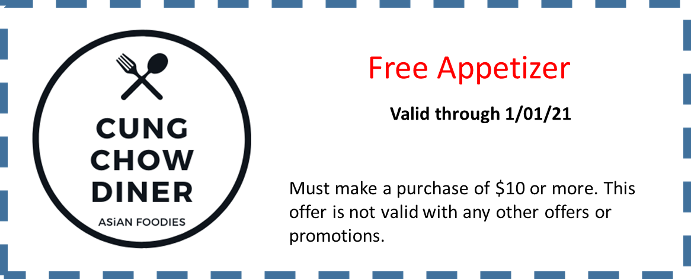 Free Appetizer
Valid through 1/01/21
CUNG
CHOW
DINER
ASiAN FOODIES
Must make a purchase of $10 or more. This
offer is not valid with any other offers or
promotions.